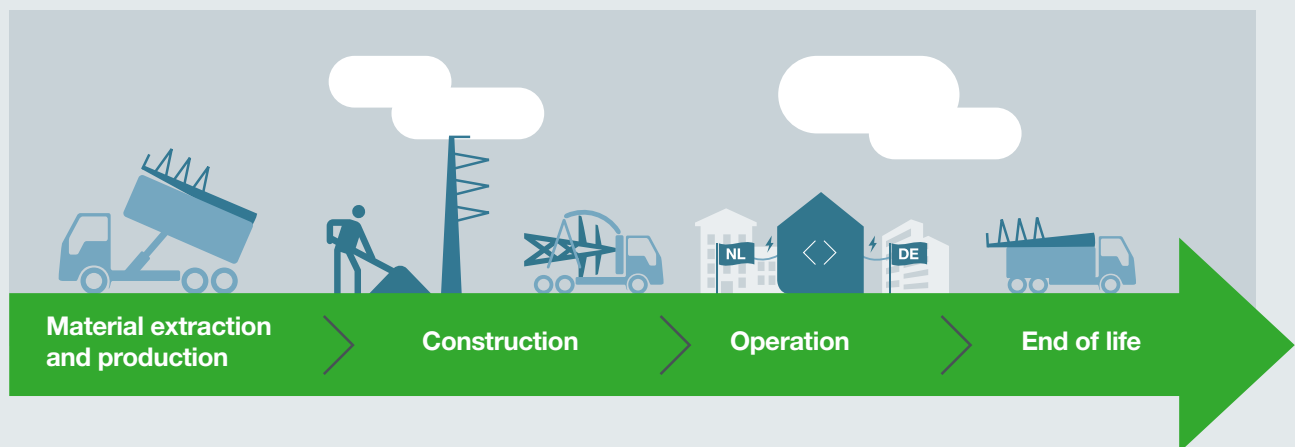 NL
DE
Material extraction
and production
Construction
Operation
End of life